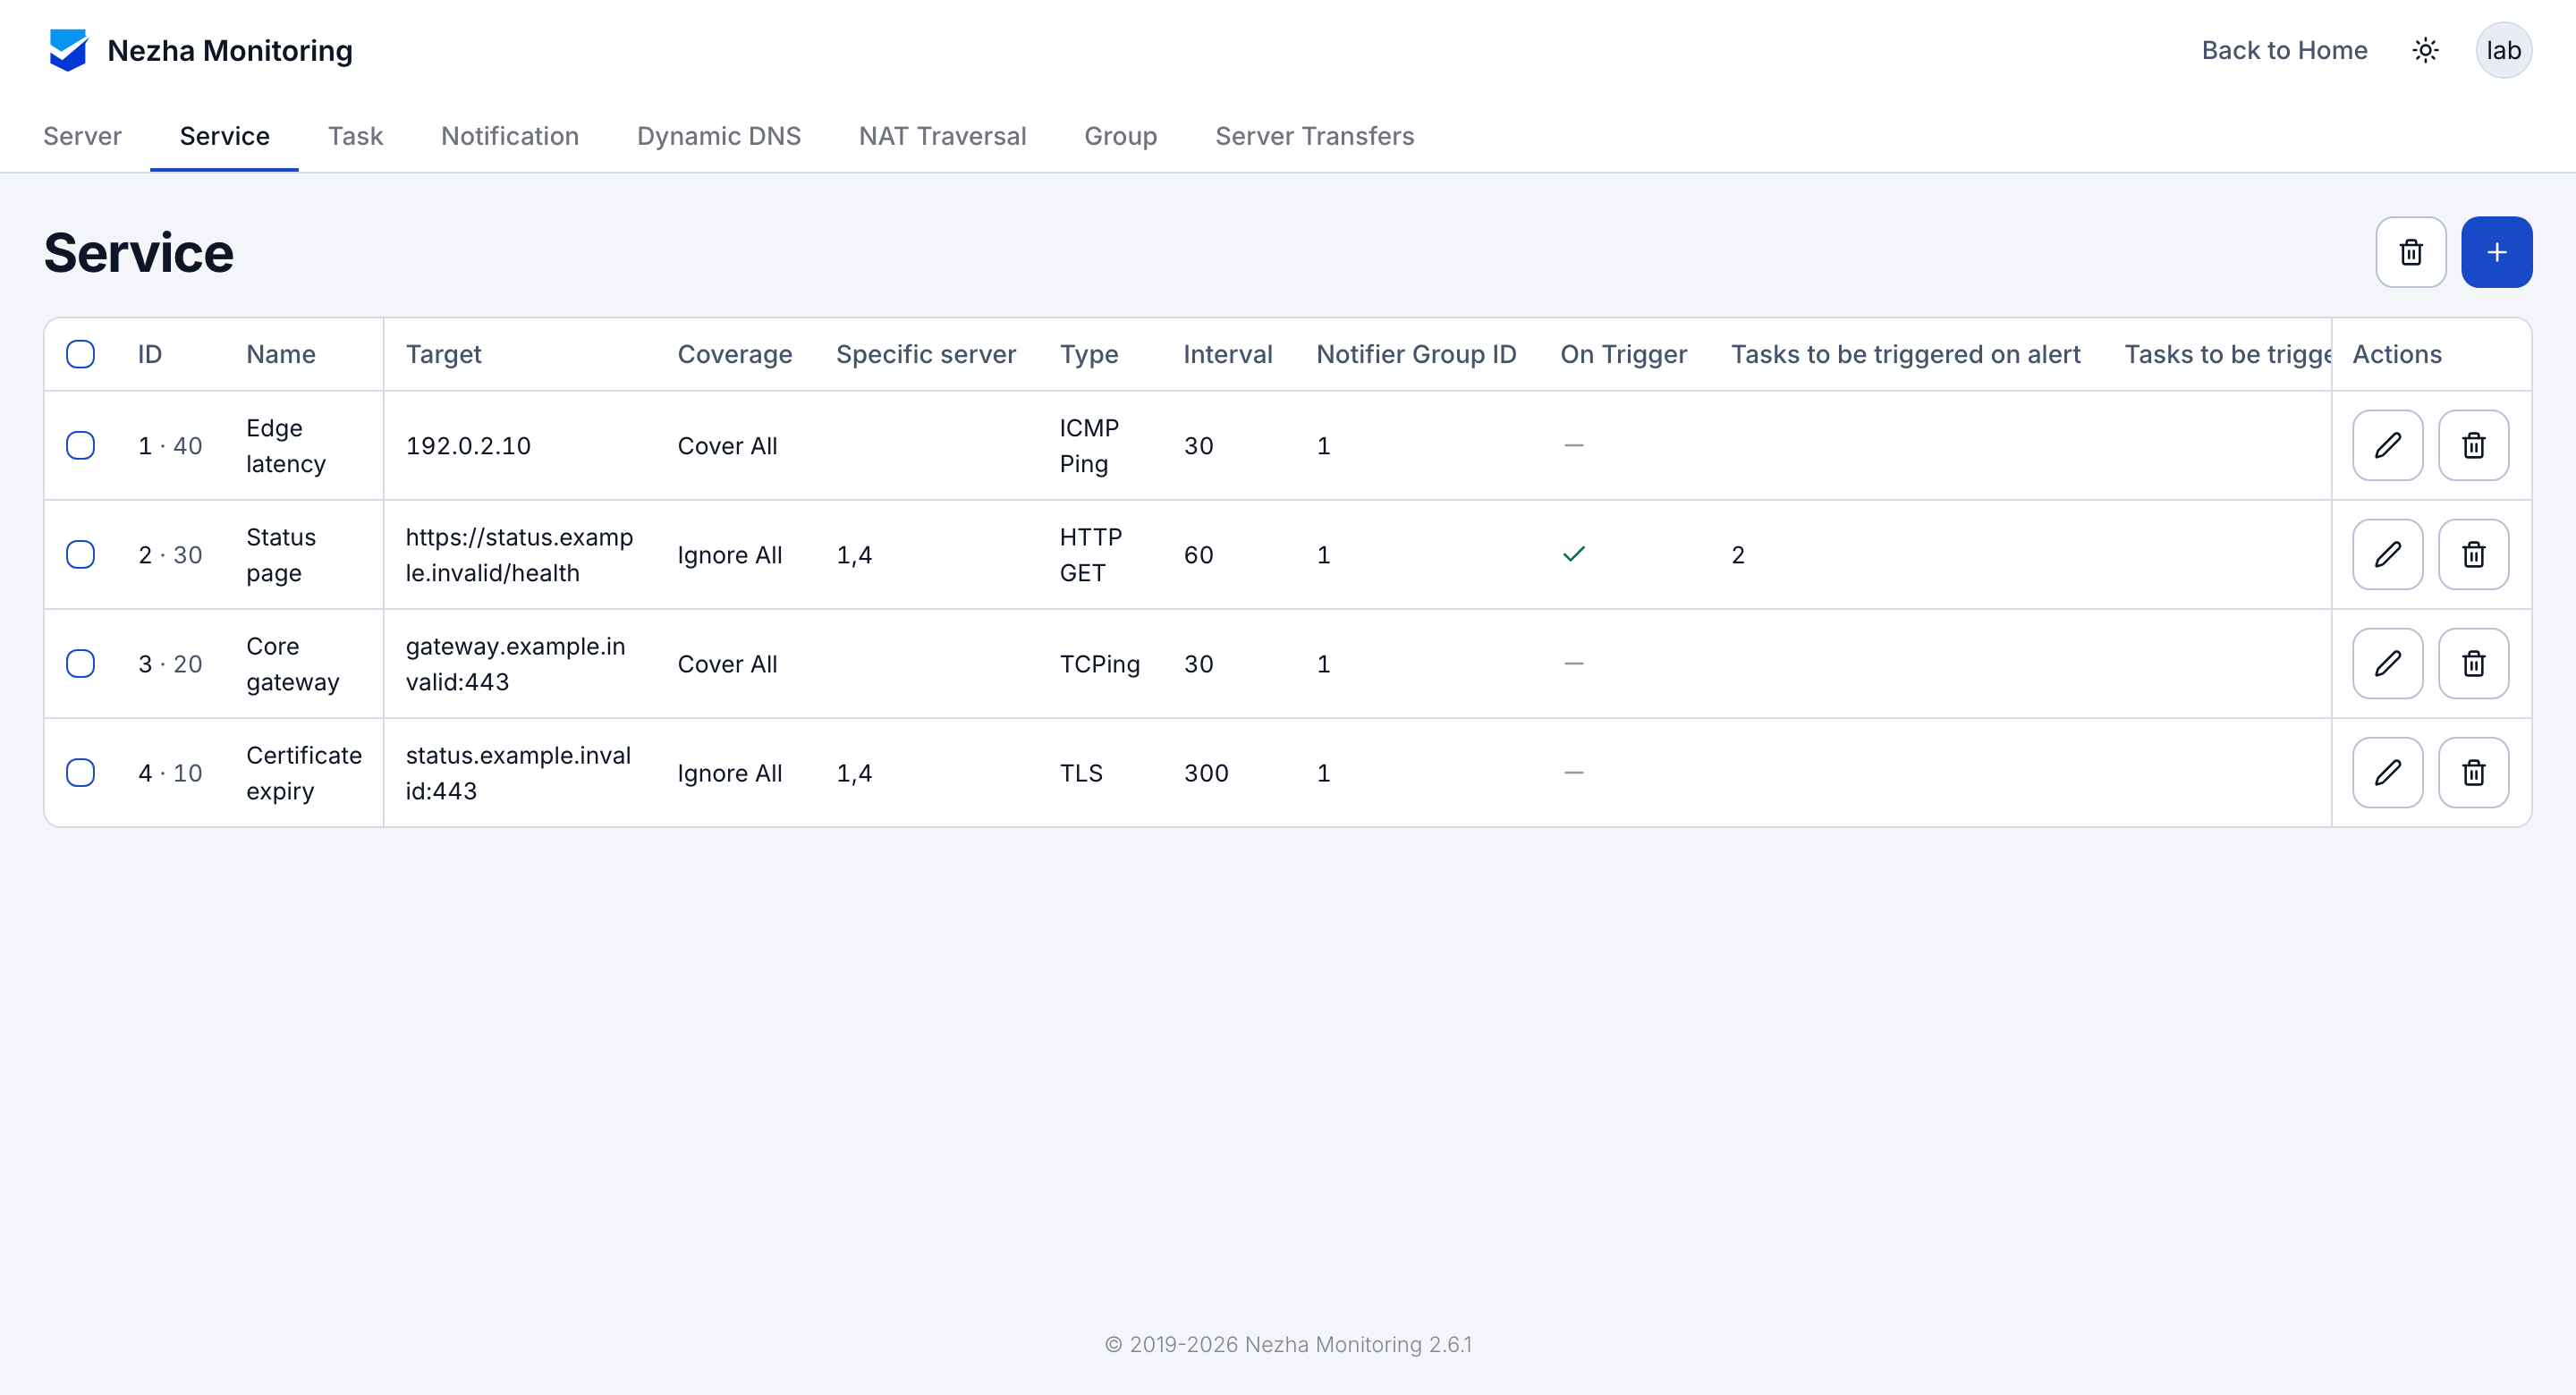 Nezha Monitoring
Back to Home
lab
Server
Service
Task
Notification
Dynamic DNS
NAT Traversal
Group
Server Transfers
Service
ID
Name
Target
Coverage
Specific server
Type
Interval
Notifier Group ID
On Trigger
Tasks to be triggered on alert
Tasks to be trigge
Actions
1 · 40
Edge
latency
192.0.2.10
Cover All
ICMP
Ping
30
1
2 · 30
Status
page
https://status.examp
le.invalid/health
Ignore All
1,4
HTTP
GET
60
1
2
3 · 20
Core
gateway
gateway.example.in
valid:443
Cover All
TCPing
30
1
4 · 10
Certificate
expiry
status.example.inval
id:443
Ignore All
1,4
TLS
300
1
© 2019-2026 Nezha Monitoring 2.6.1